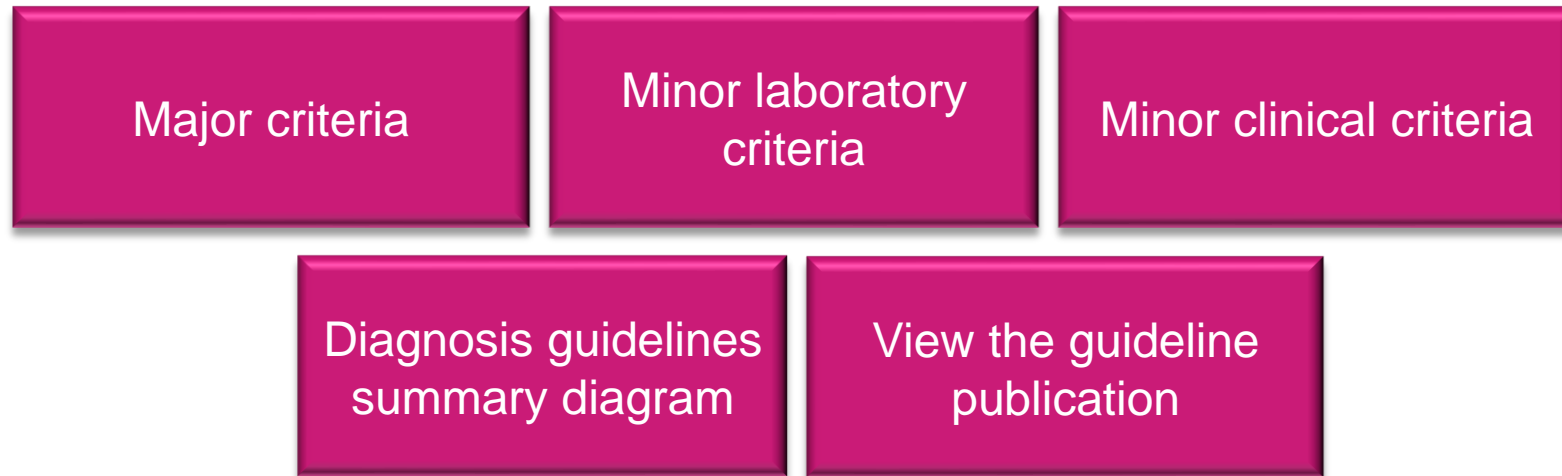 Major criteria
Minor laboratory
criteria
Minor clinical criteria
Diagnosis guidelines
summary diagram
View the guideline
publication